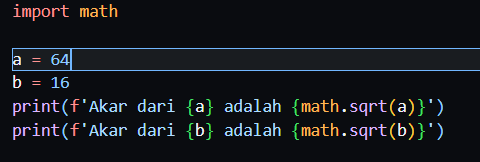 import math
a = 64
b = 16
print(f'Akar dari {a} adalah {math.sqrt(a)}')
print(f'Akar dari {b} adalah {math.sqrt(b)}')